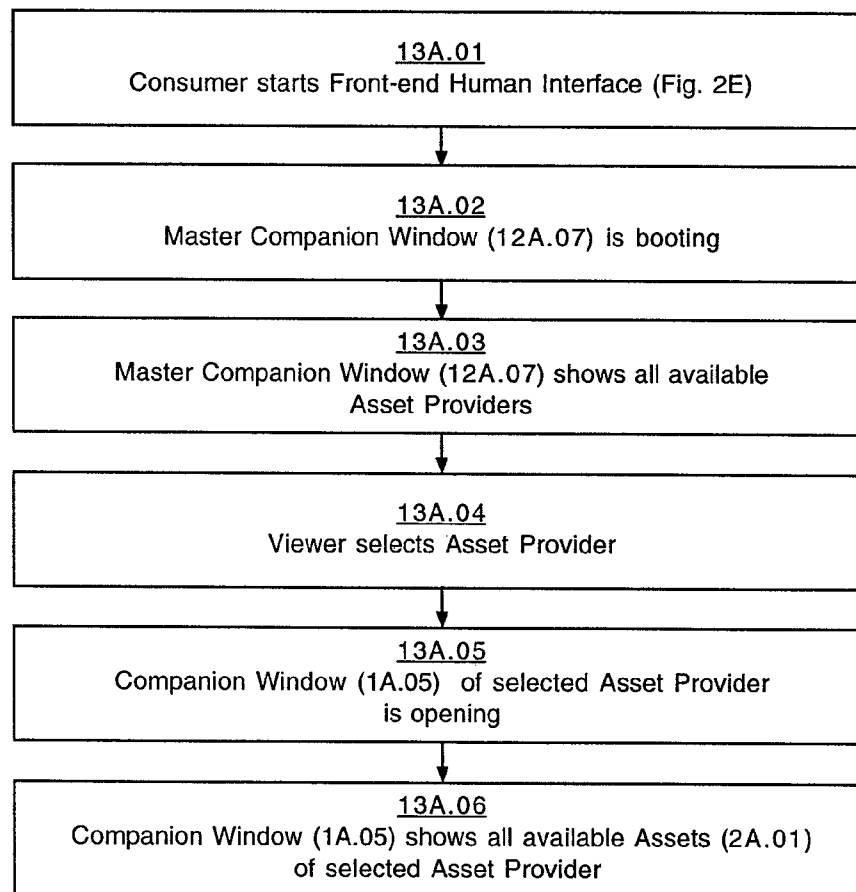 13A.01
Consumer starts Front-end Human Interface (Fig. 2E)
13A.02
Master Companion Window (12A.07) is booting
13A.03
Master Companion Window (12A.07) shows all available
Asset Providers
13A.04
Viewer selects Asset Provider
13A.05
Companion Window (1A.05) of selected Asset Provider
is opening
13A.06
Companion Window (1A.05) shows all available Assets (2A.01)
of selected Asset Provider